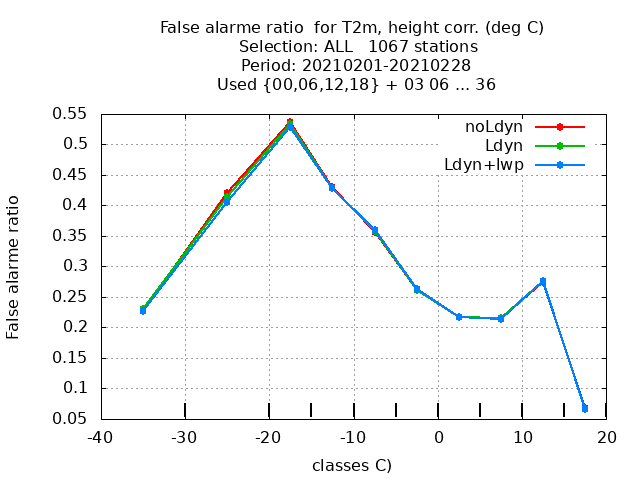 False alarme ratio  for T2m, height corr. (deg C)
Selection: ALL   1067 stations
Period: 20210201-20210228
Used {00,06,12,18} + 03 06 ... 36
noLdyn
Ldyn
Ldyn+lwp
False alarme ratio
0.55
0.5
0.45
0.4
0.35
0.3
0.25
0.2
0.15
0.1
0.05
-40 -30 -20 -10 0 10 20
classes C)